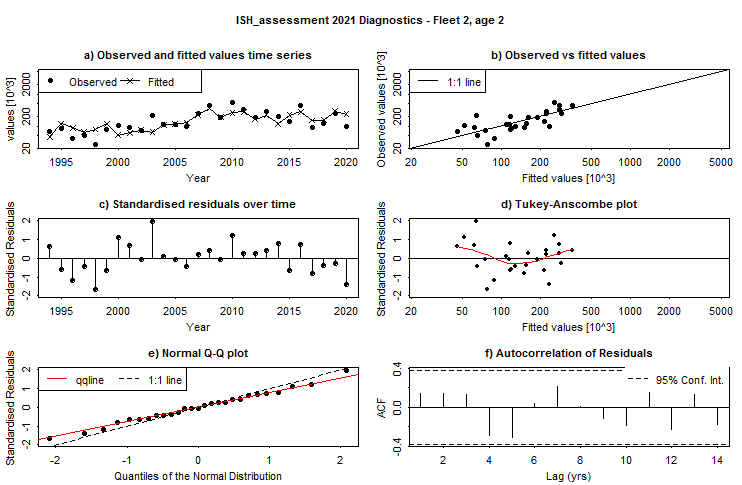 ISH_assessment 2021 Diagnostics - Fleet 2, age 2
a) Observed and fitted values time series
values [10^3]
2000
200
20
Observed Fitted
1995 2000 2005 2010 2015 2020
Year
b) Observed vs fitted values
Observed values [10^3]
2000
200
20
1:1 line
20 50 100 200 500 1000 2000 5000
Fitted values [10^3]
c) Standardised residuals over time
Standardised Residuals
2
1
0
-1
-2
1995 2000 2005 2010 2015 2020
Year
d) Tukey-Anscombe plot
Standardised Residuals
2
1
0
-1
-2
20 50 100 200 500 1000 2000 5000
Fitted values [10^3]
e) Normal Q-Q plot
Standardised Residuals
2
1
0
-1
-2
qqline 1:1 line
-2 -1 0 1 2
Quantiles of the Normal Distribution
f) Autocorrelation of Residuals
ACF
0.4
0.0
-0.4
95% Conf. Int.
2 4 6 8 10 12 14
Lag (yrs)